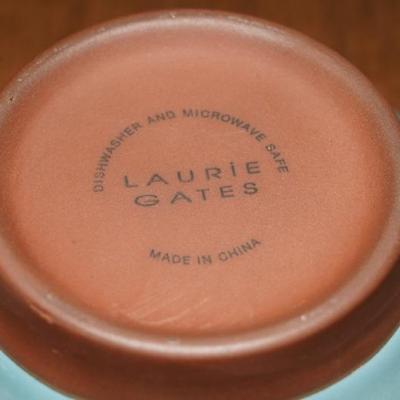 DISHWASHER AND MICROWAVE SAFE
LAURiE
GATES
MADE IN CHINA